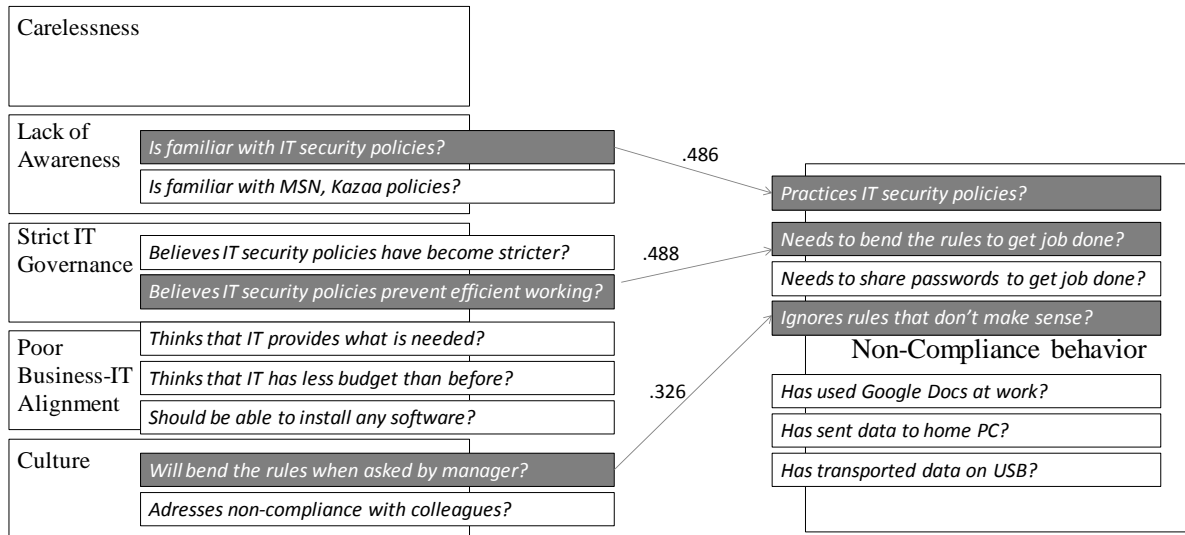 Carelessness
Lack of
Awareness
Is familiar with IT security policies?
Is familiar with MSN, Kazaa policies?
Strict IT
Governance
Believes IT security policies have become stricter?
Believes IT security policies prevent efficient working?
Poor
Business-IT
Alignment
Thinks that IT provides what is needed?
Thinks that IT has less budget than before?
Should be able to install any software?
Culture
Will bend the rules when asked by manager?
Adresses non-compliance with colleagues?
.486
.488
.326
Practices IT security policies?
Needs to bend the rules to get job done?
Needs to share passwords to get job done?
Ignores rules that don’t make sense?
Non-Compliance behavior
Has used Google Docs at work?
Has sent data to home PC?
Has transported data on USB?